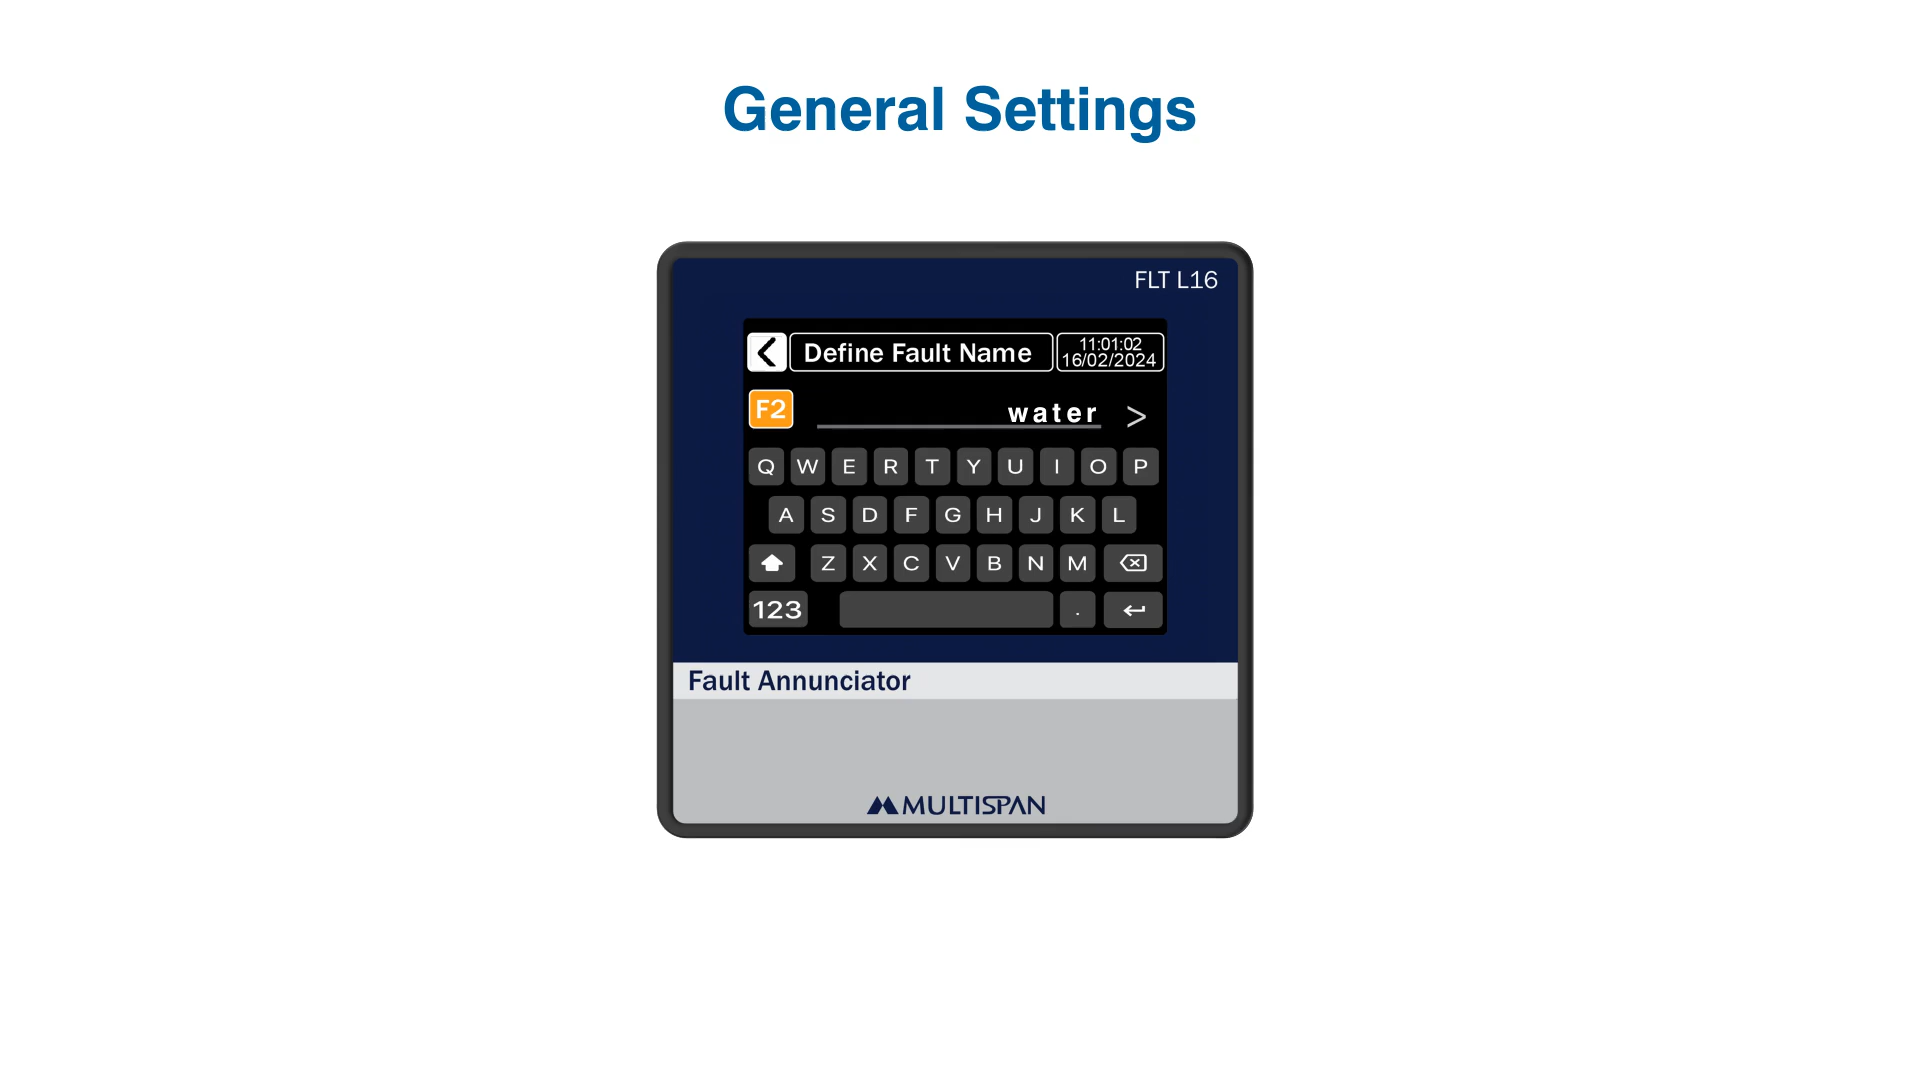 General Settings
FLT L16
Define Fault Name
11:01:02
16/02/2024
F2
water >
Q W E R T Y U I O P
A S D F G H J K L
Z X C V B N M
123 .
Fault Annunciator
MULTISPAN